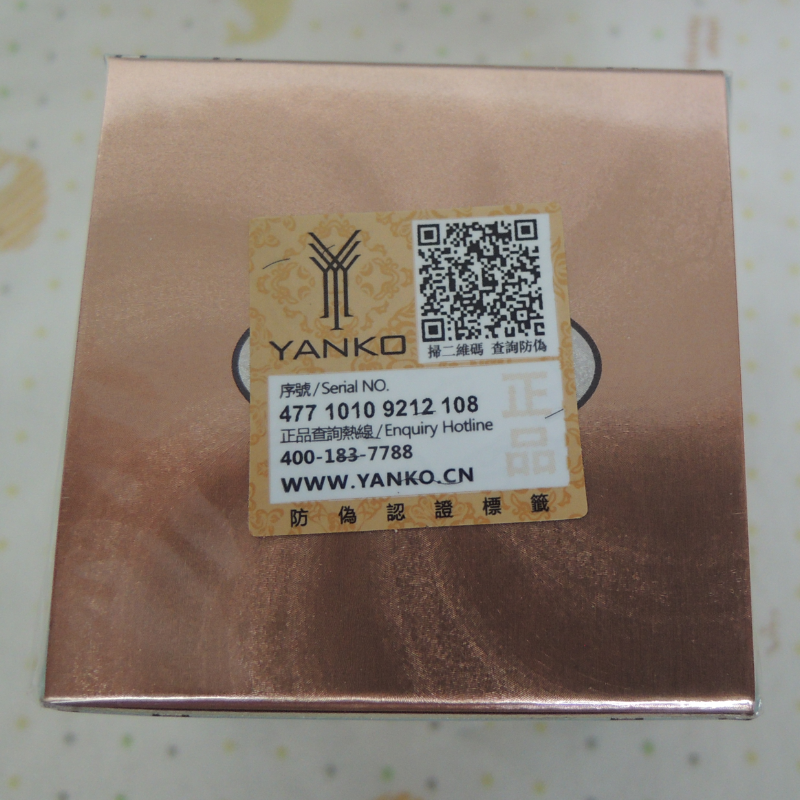 YANKO
掃二維碼 查詢防偽
序號/Serial NO.
477 1010 9212 108
正品查詢熱線/Enquiry Hotline
400-183-7788
WWW.YANKO.CN
正品
防偽認證標籤